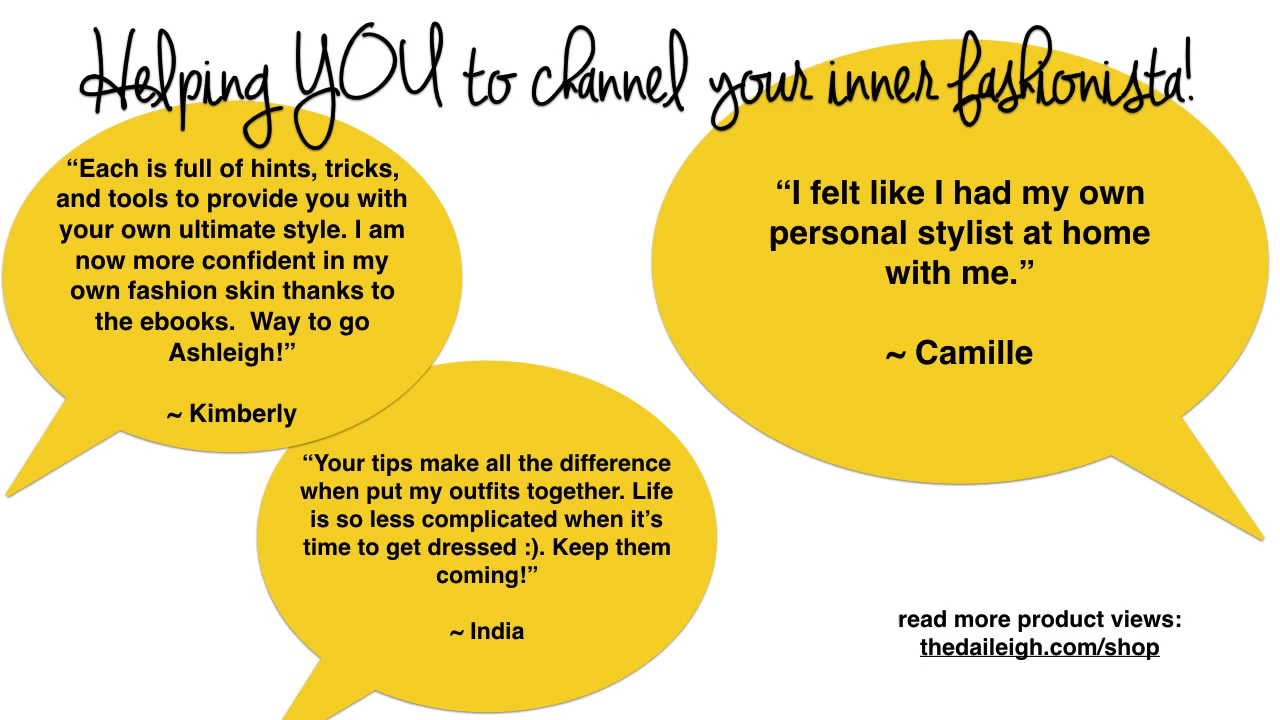 Helping YOU to channel your inner fashionista!
“Each is full of hints, tricks,
and tools to provide you with
your own ultimate style. I am
now more confident in my
own fashion skin thanks to
the ebooks.  Way to go
Ashleigh!”
~ Kimberly
“I felt like I had my own
personal stylist at home
with me.”
~ Camille
“Your tips make all the difference
when put my outfits together. Life
is so less complicated when it’s
time to get dressed :). Keep them
coming!”
~ India
read more product views:
thedaileigh.com/shop